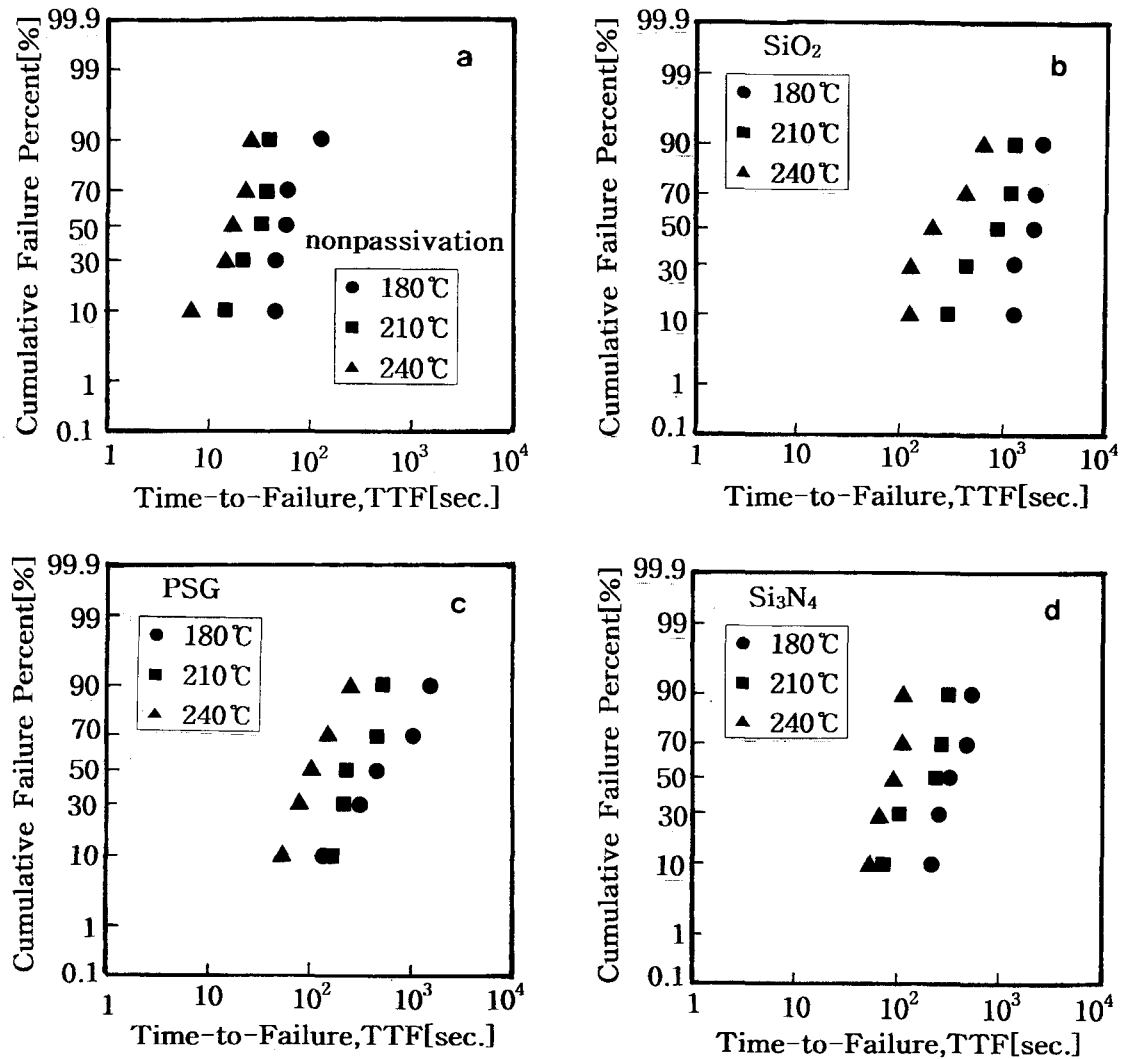 a
Cumulative Failure Percent[%]
99.9
99
90
70
50
30
10
1
0.1
nonpassivation
● 180℃
■ 210℃
▲ 240℃
1 10 10² 10³ 10⁴
Time-to-Failure,TTF[sec.]
b
Cumulative Failure Percent[%]
99.9
99
90
70
50
30
10
1
0.1
SiO₂
● 180℃
■ 210℃
▲ 240℃
1 10 10² 10³ 10⁴
Time-to-Failure,TTF[sec.]
c
Cumulative Failure Percent[%]
99.9
99
90
70
50
30
10
1
0.1
PSG
● 180℃
■ 210℃
▲ 240℃
1 10 10² 10³ 10⁴
Time-to-Failure,TTF[sec.]
d
Cumulative Failure Percent[%]
99.9
99
90
70
50
30
10
1
0.1
Si₃N₄
● 180℃
■ 210℃
▲ 240℃
1 10 10² 10³ 10⁴
Time-to-Failure,TTF[sec.]